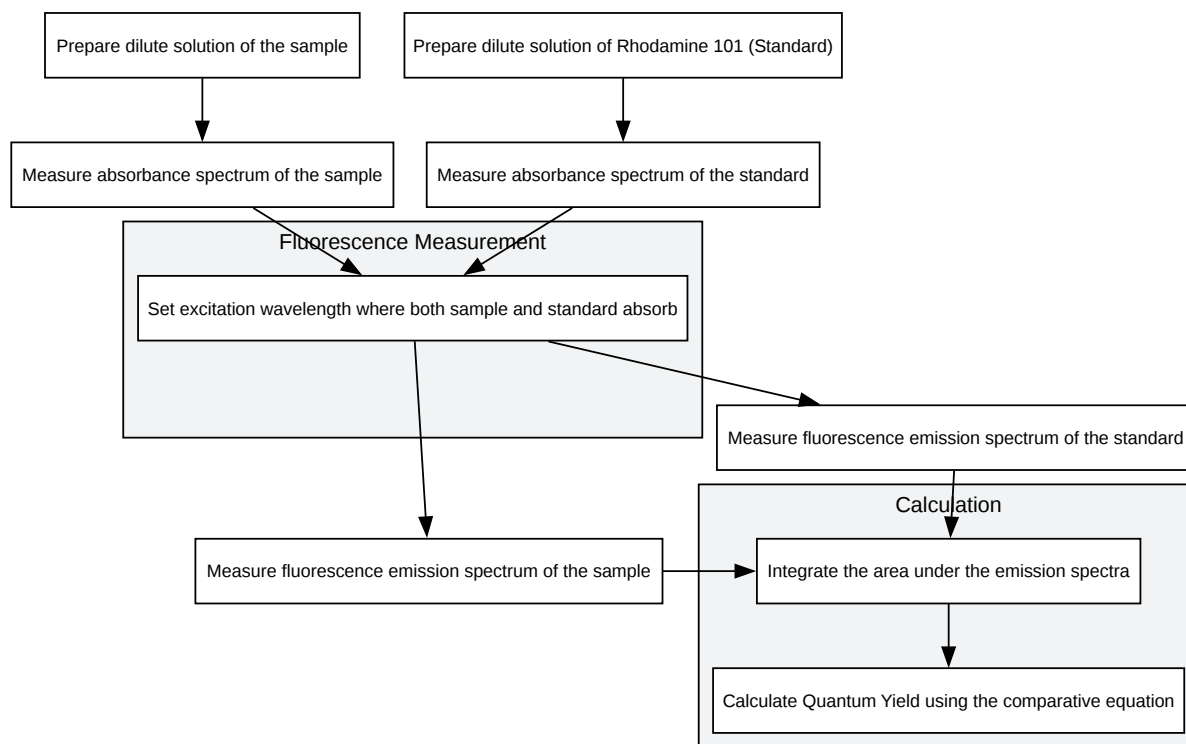 Prepare dilute solution of the sample
Prepare dilute solution of Rhodamine 101 (Standard)
Measure absorbance spectrum of the sample
Measure absorbance spectrum of the standard
Fluorescence Measurement
Set excitation wavelength where both sample and standard absorb
Measure fluorescence emission spectrum of the standard
Calculation
Measure fluorescence emission spectrum of the sample
Integrate the area under the emission spectra
Calculate Quantum Yield using the comparative equation